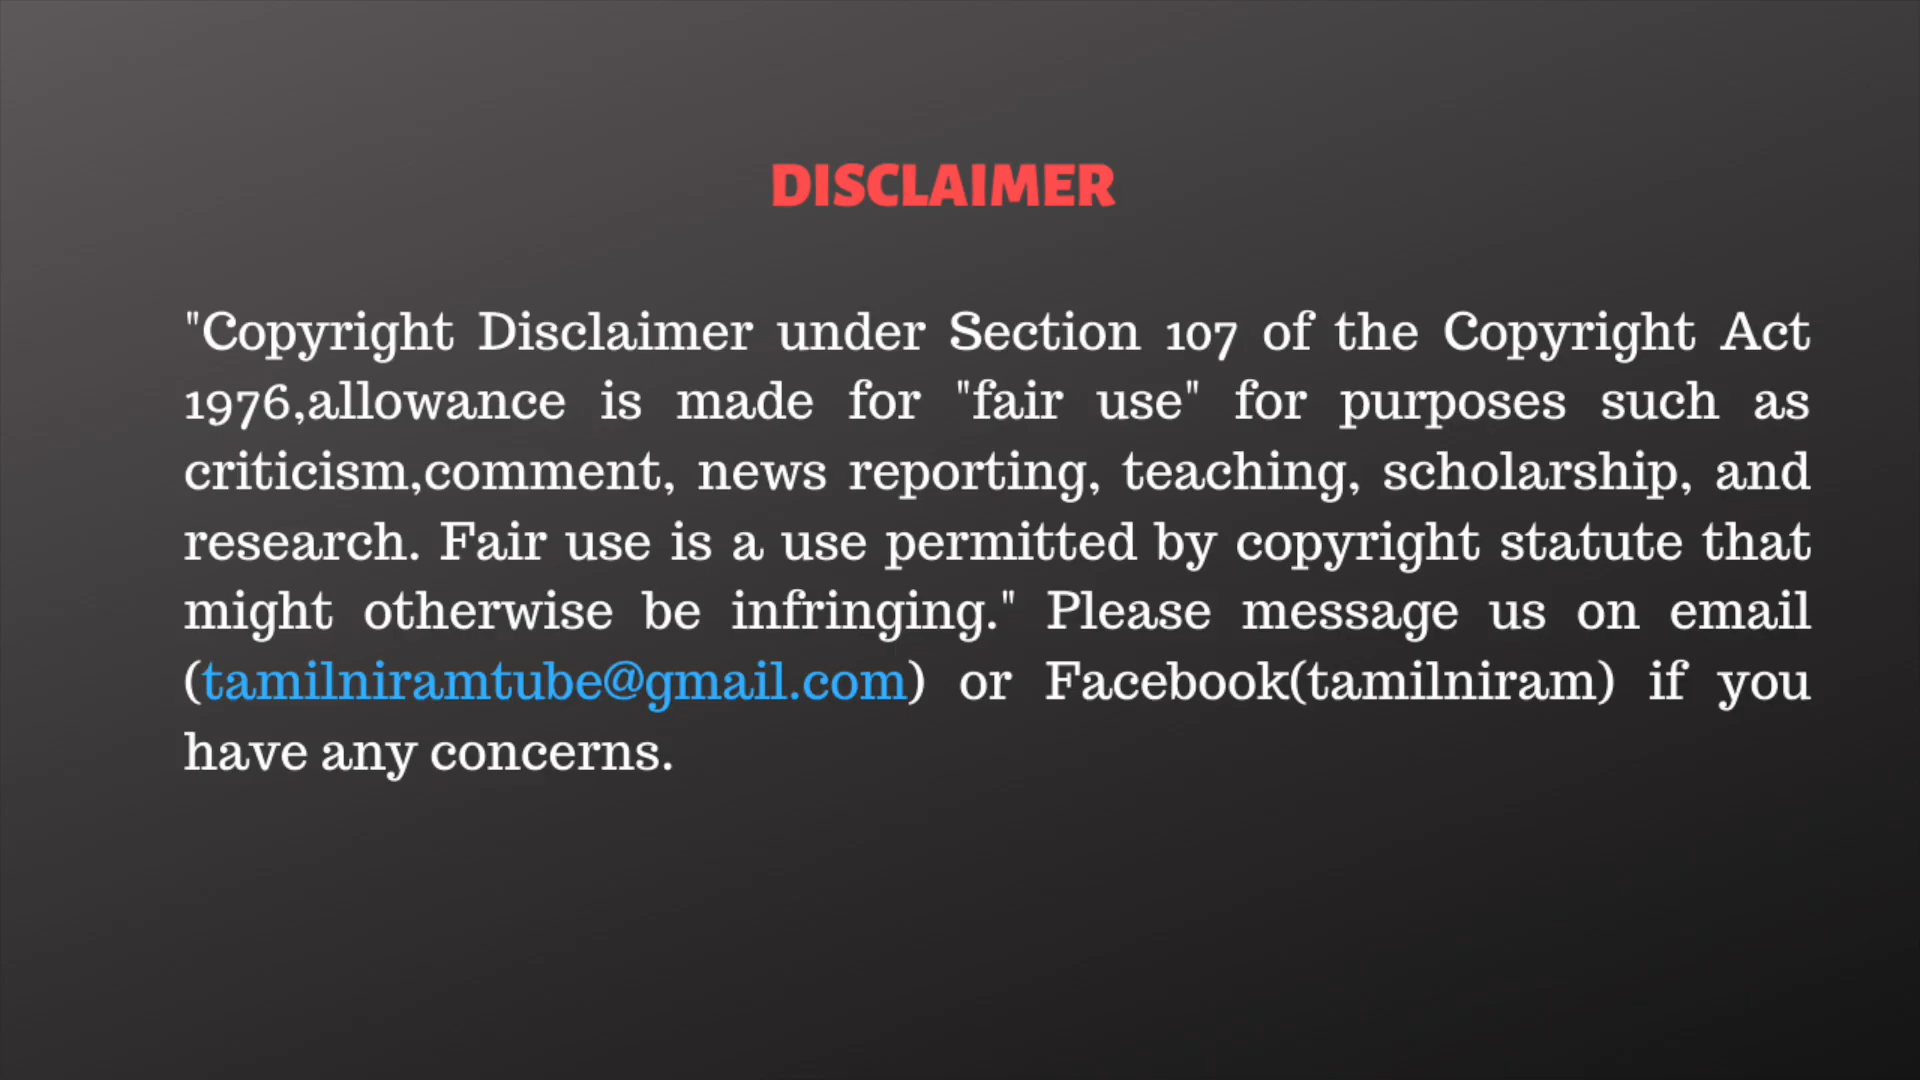 DISCLAIMER
"Copyright Disclaimer under Section 107 of the Copyright Act
1976,allowance is made for "fair use" for purposes such as
criticism,comment, news reporting, teaching, scholarship, and
research. Fair use is a use permitted by copyright statute that
might otherwise be infringing." Please message us on email
(tamilniramtube@gmail.com) or Facebook(tamilniram) if you
have any concerns.